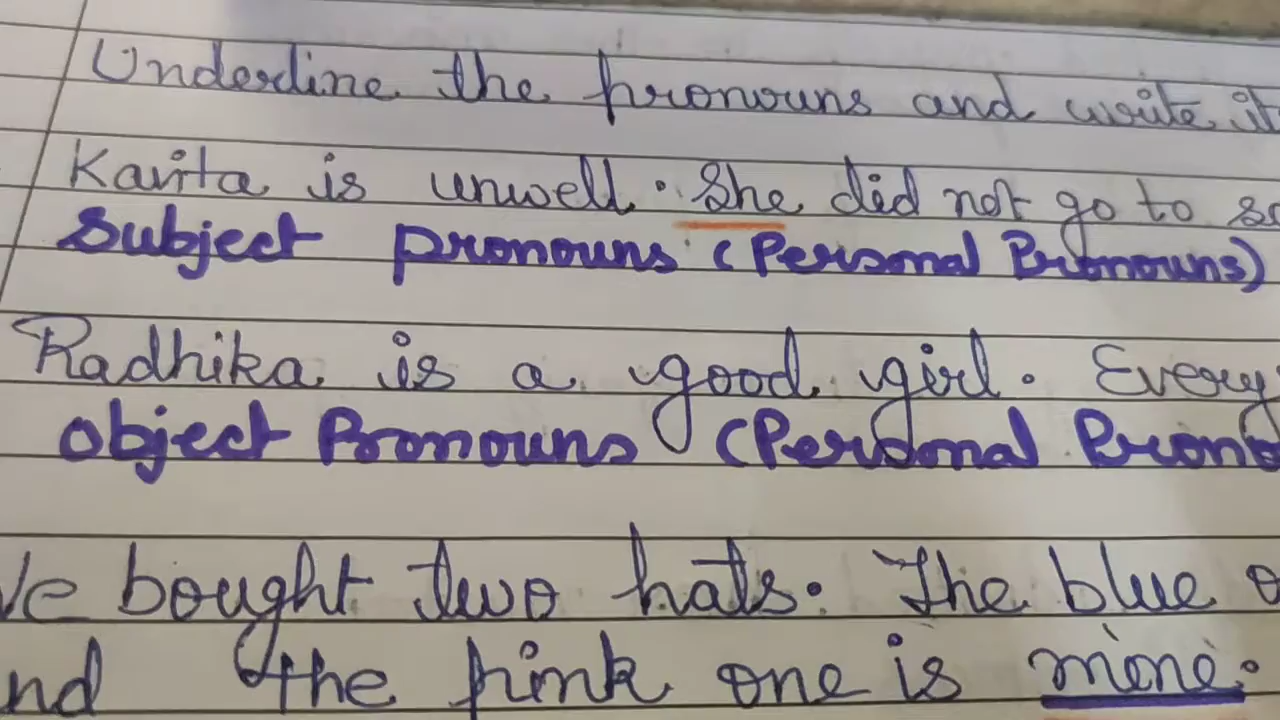 Underline the pronouns and write it
Kavita is unwell. She did not go to
Subject pronouns (Personal Pronouns)
Radhika is a good girl. Every
object Pronouns (Personal Prono
bought two hats. The blue
the pink one is mine.